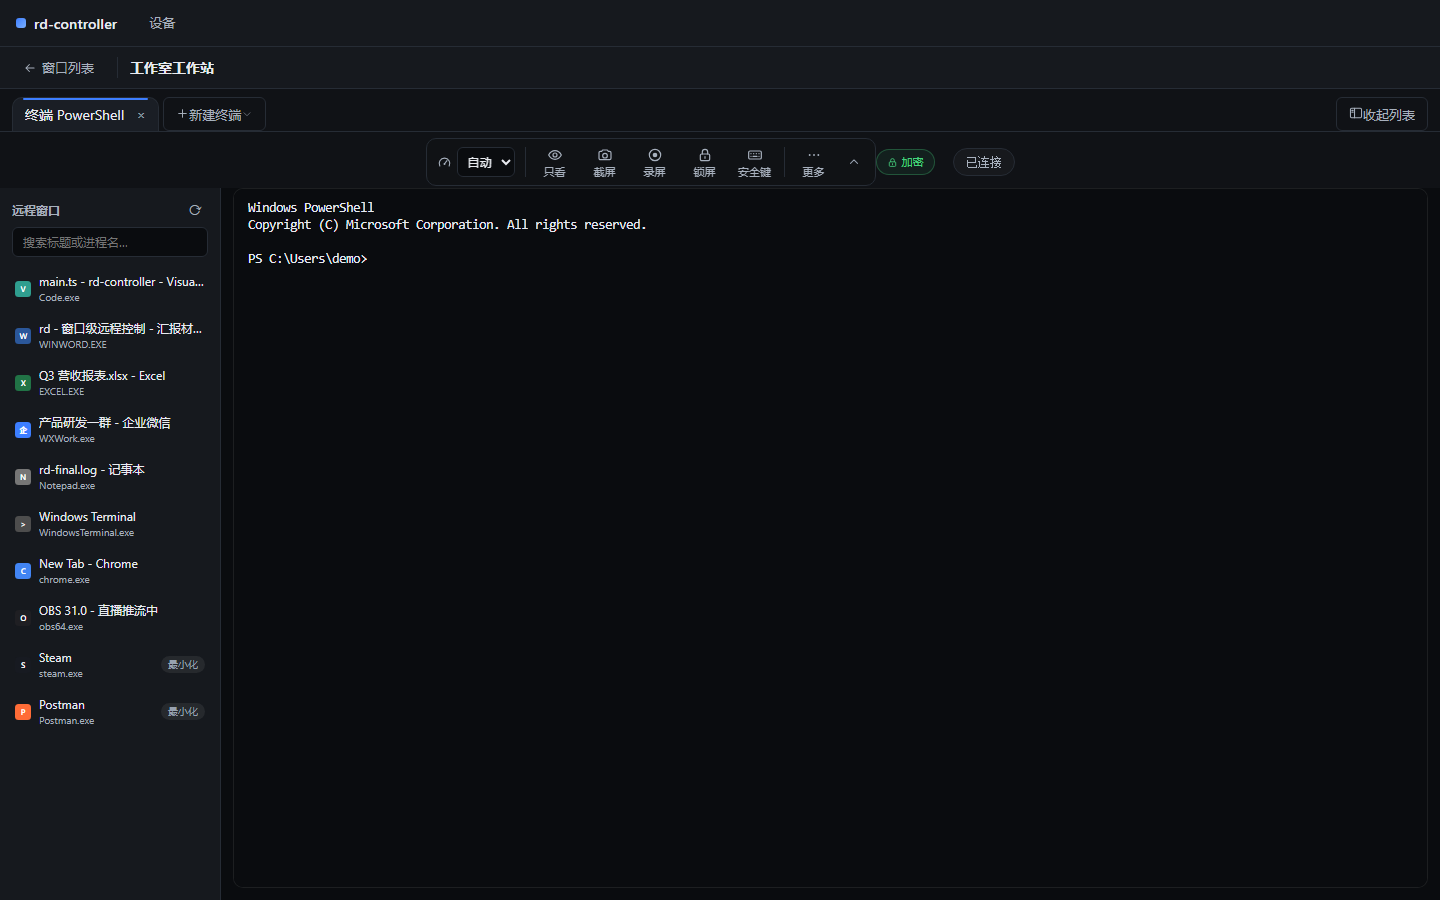 rd-controller 设备
← 窗口列表 工作室工作站
终端 PowerShell × +新建终端 收起列表
自动 只看 截屏 录屏 锁屏 安全键 更多 加密 已连接
远程窗口
搜索标题或进程名...
V main.ts - rd-controller - Visua...
Code.exe
W rd - 窗口级远程控制 - 汇报材...
WINWORD.EXE
X Q3 营收报表.xlsx - Excel
EXCEL.EXE
企 产品研发一群 - 企业微信
WXWork.exe
N rd-final.log - 记事本
Notepad.exe
> Windows Terminal
WindowsTerminal.exe
C New Tab - Chrome
chrome.exe
O OBS 31.0 - 直播推流中
obs64.exe
S Steam 最小化
steam.exe
P Postman 最小化
Postman.exe
Windows PowerShell
Copyright (C) Microsoft Corporation. All rights reserved.
PS C:\Users\demo>